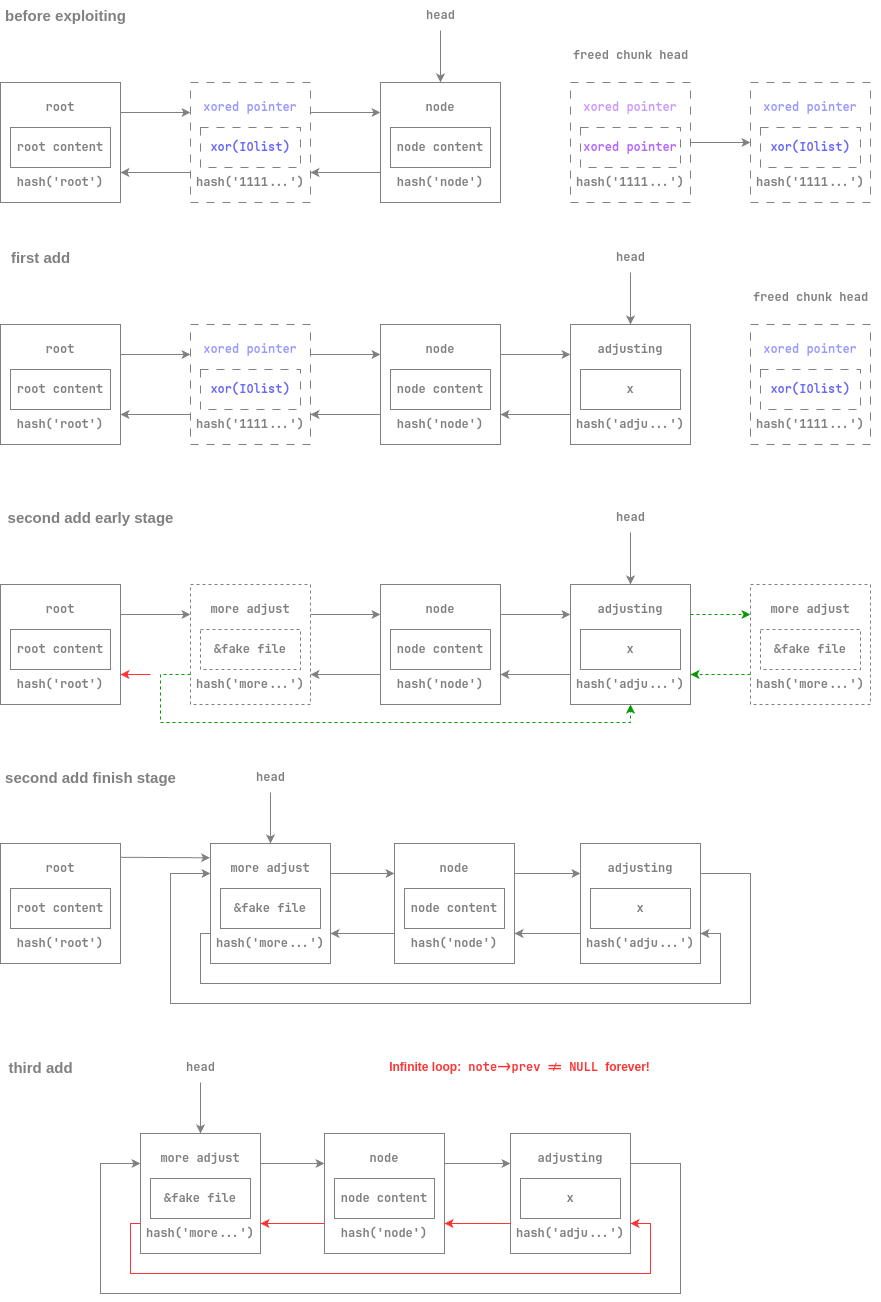 before exploiting
head
freed chunk head
root
xored pointer
node
xored pointer
xored pointer
root content
xor(IOlist)
node content
xored pointer
xor(IOlist)
hash('root')
hash('1111...')
hash('node')
hash('1111...')
hash('1111...')
first add
head
freed chunk head
root
xored pointer
node
adjusting
xored pointer
root content
xor(IOlist)
node content
x
xor(IOlist)
hash('root')
hash('1111...')
hash('node')
hash('adju...')
hash('1111...')
second add early stage
head
root
more adjust
node
adjusting
more adjust
root content
&fake file
node content
x
&fake file
hash('root')
hash('more...')
hash('node')
hash('adju...')
hash('more...')
second add finish stage
head
root
more adjust
node
adjusting
root content
&fake file
node content
x
hash('root')
hash('more...')
hash('node')
hash('adju...')
third add
head
Infinite loop: note->prev != NULL forever!
more adjust
node
adjusting
&fake file
node content
x
hash('more...')
hash('node')
hash('adju...')